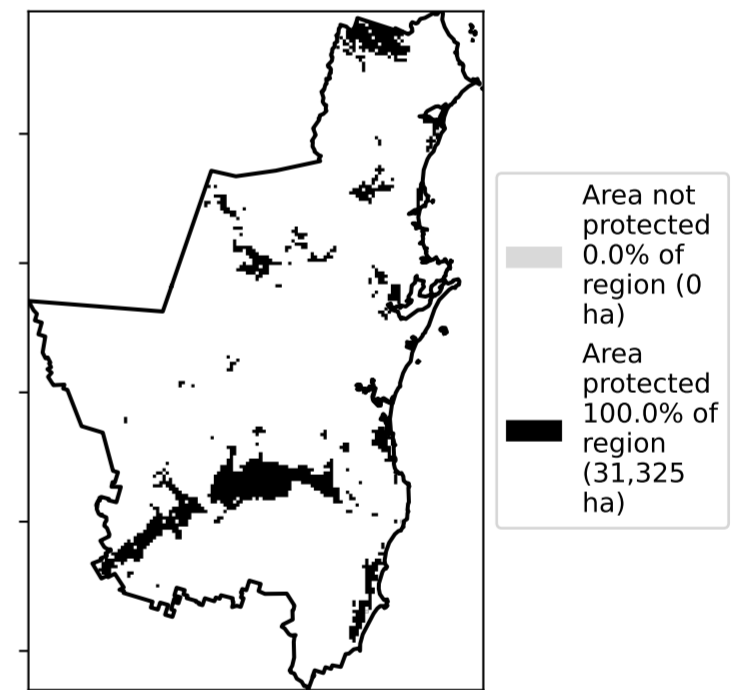 Area not
protected
0.0% of
region (0
ha)
Area
protected
100.0% of
region
(31,325
ha)